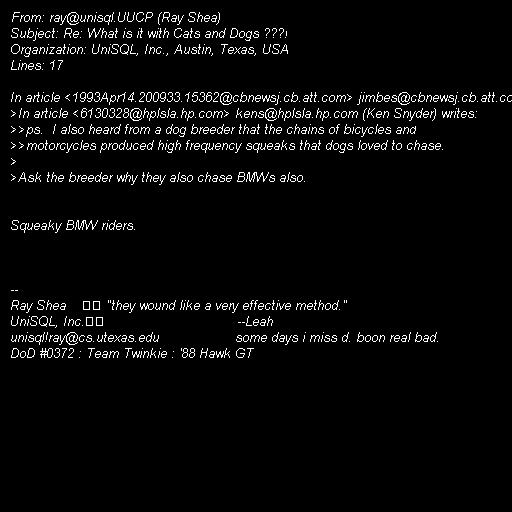 From: ray@unisql.UUCP (Ray Shea)
Subject: Re: What is it with Cats and Dogs ???!
Organization: UniSQL, Inc., Austin, Texas, USA
Lines: 17

In article <1993Apr14.200933.15362@cbnewsj.cb.att.com> jimbes@cbnewsj.cb.att.co
>In article <6130328@hplsla.hp.com> kens@hplsla.hp.com (Ken Snyder) writes:
>>ps.  I also heard from a dog breeder that the chains of bicycles and
>>motorcycles produced high frequency squeaks that dogs loved to chase.
>
>Ask the breeder why they also chase BMWs also.

Squeaky BMW riders.

--
Ray Shea "they wound like a very effective method."
UniSQL, Inc. --Leah
unisql!ray@cs.utexas.edu some days i miss d. boon real bad.
DoD #0372 : Team Twinkie : '88 Hawk GT